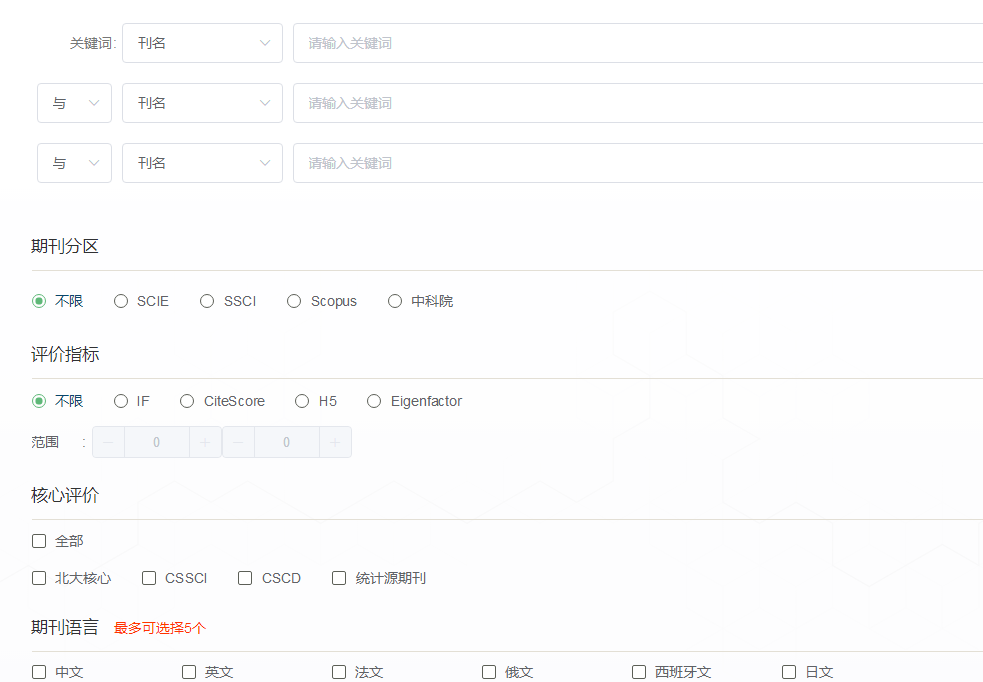 关键词: 刊名 请输入关键词
与 刊名 请输入关键词
与 刊名 请输入关键词
期刊分区
不限 SCIE SSCI Scopus 中科院
评价指标
不限 IF CiteScore H5 Eigenfactor
范围 : − 0 + − 0 +
核心评价
全部
北大核心 CSSCI CSCD 统计源期刊
期刊语言 最多可选择5个
中文 英文 法文 俄文 西班牙文 日文